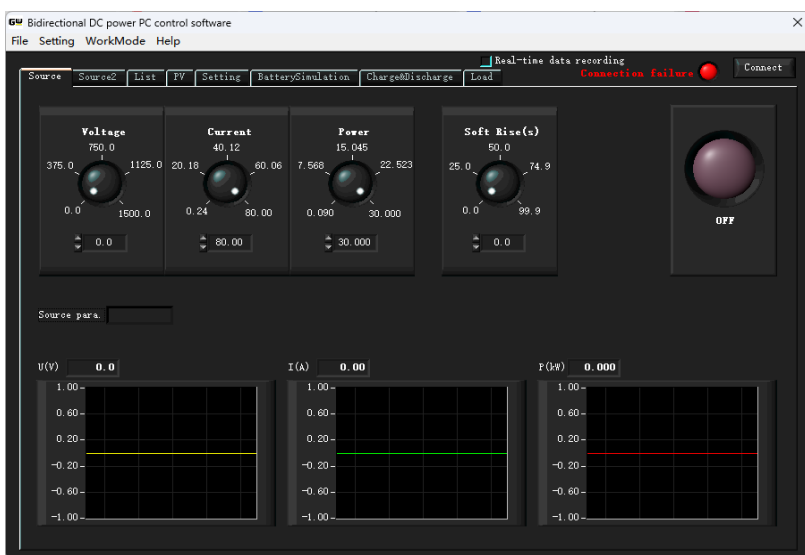 GW Bidirectional DC power PC control software
File Setting WorkMode Help
Real-time data recording
Connection Failure Connect
Source Source2 List PV Setting BatterySimulation Charge&Discharge Load
Voltage Current Power Soft Rise(s)
750.0 40.12 15.045 50.0
375.0 1125.0 20.18 60.06 7.568 22.523 25.0 74.9
0.0 1500.0 0.24 80.00 0.090 30.000 0.0 99.9
OFF
0.0 80.00 30.000 0.0
Source para.
U(V) 0.0 I(A) 0.00 P(kW) 0.000
1.00 1.00 1.00
0.60 0.60 0.60
0.20 0.20 0.20
-0.20 -0.20 -0.20
-0.60 -0.60 -0.60
-1.00 -1.00 -1.00